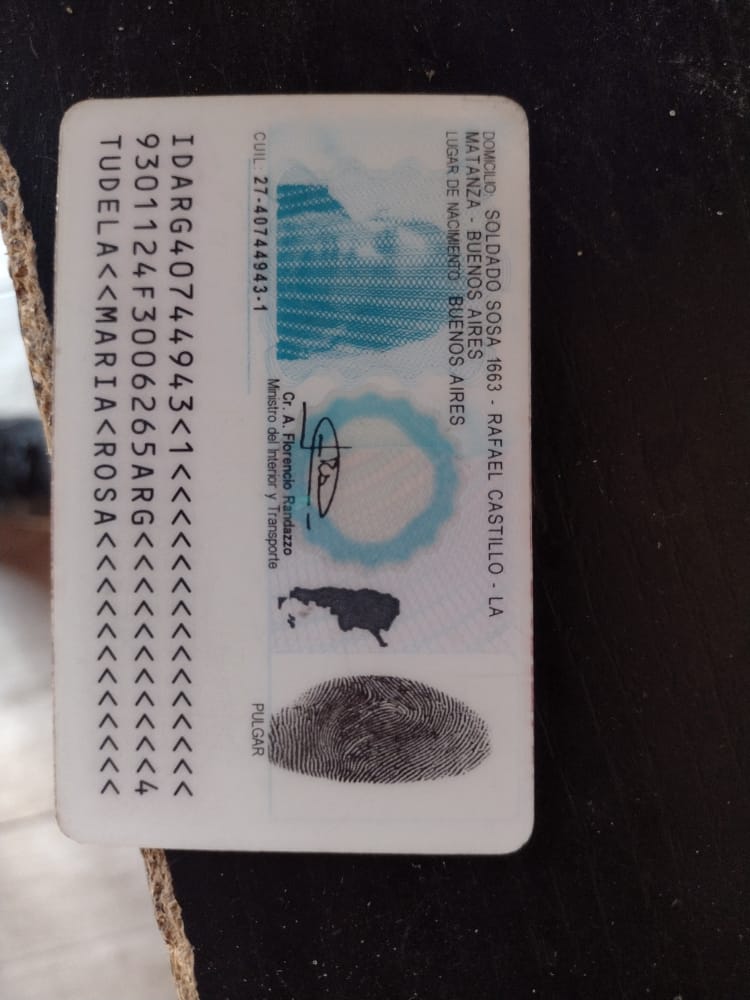 DOMICILIO: SOLDADO SOSA 1663 - RAFAEL CASTILLO - LA
MATANZA - BUENOS AIRES
LUGAR DE NACIMIENTO: BUENOS AIRES
Cr. A. Florencio Randazzo
Ministro del Interior y Transporte
CUIL: 27-40744943-1
PULGAR
IDARG40744943<1<<<<<<<<<<<<<<<
9301124F3006265ARG<<<<<<<<<<<4
TUDELA<<MARIA<ROSA<<<<<<<<<<<<